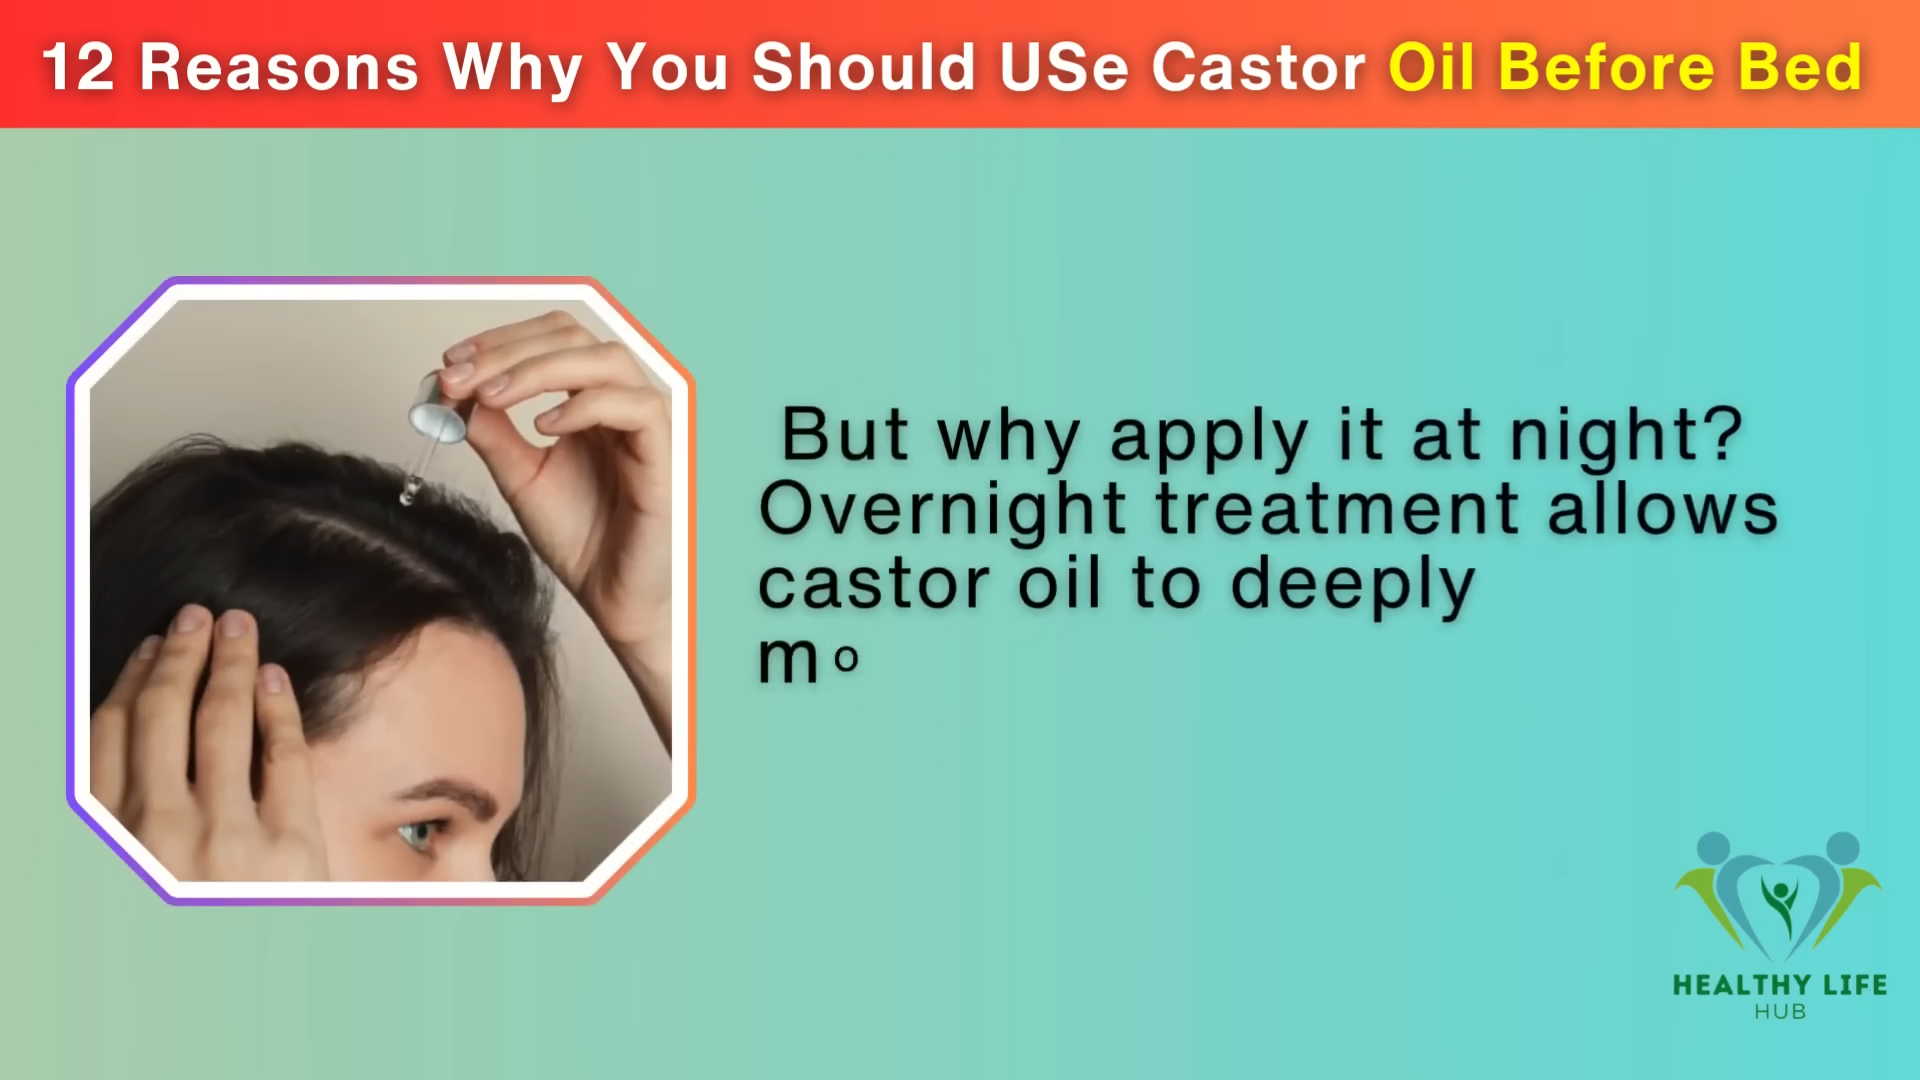 12 Reasons Why You Should USe Castor Oil Before Bed
But why apply it at night?
Overnight treatment allows
castor oil to deeply
mo
HEALTHY LIFE
HUB